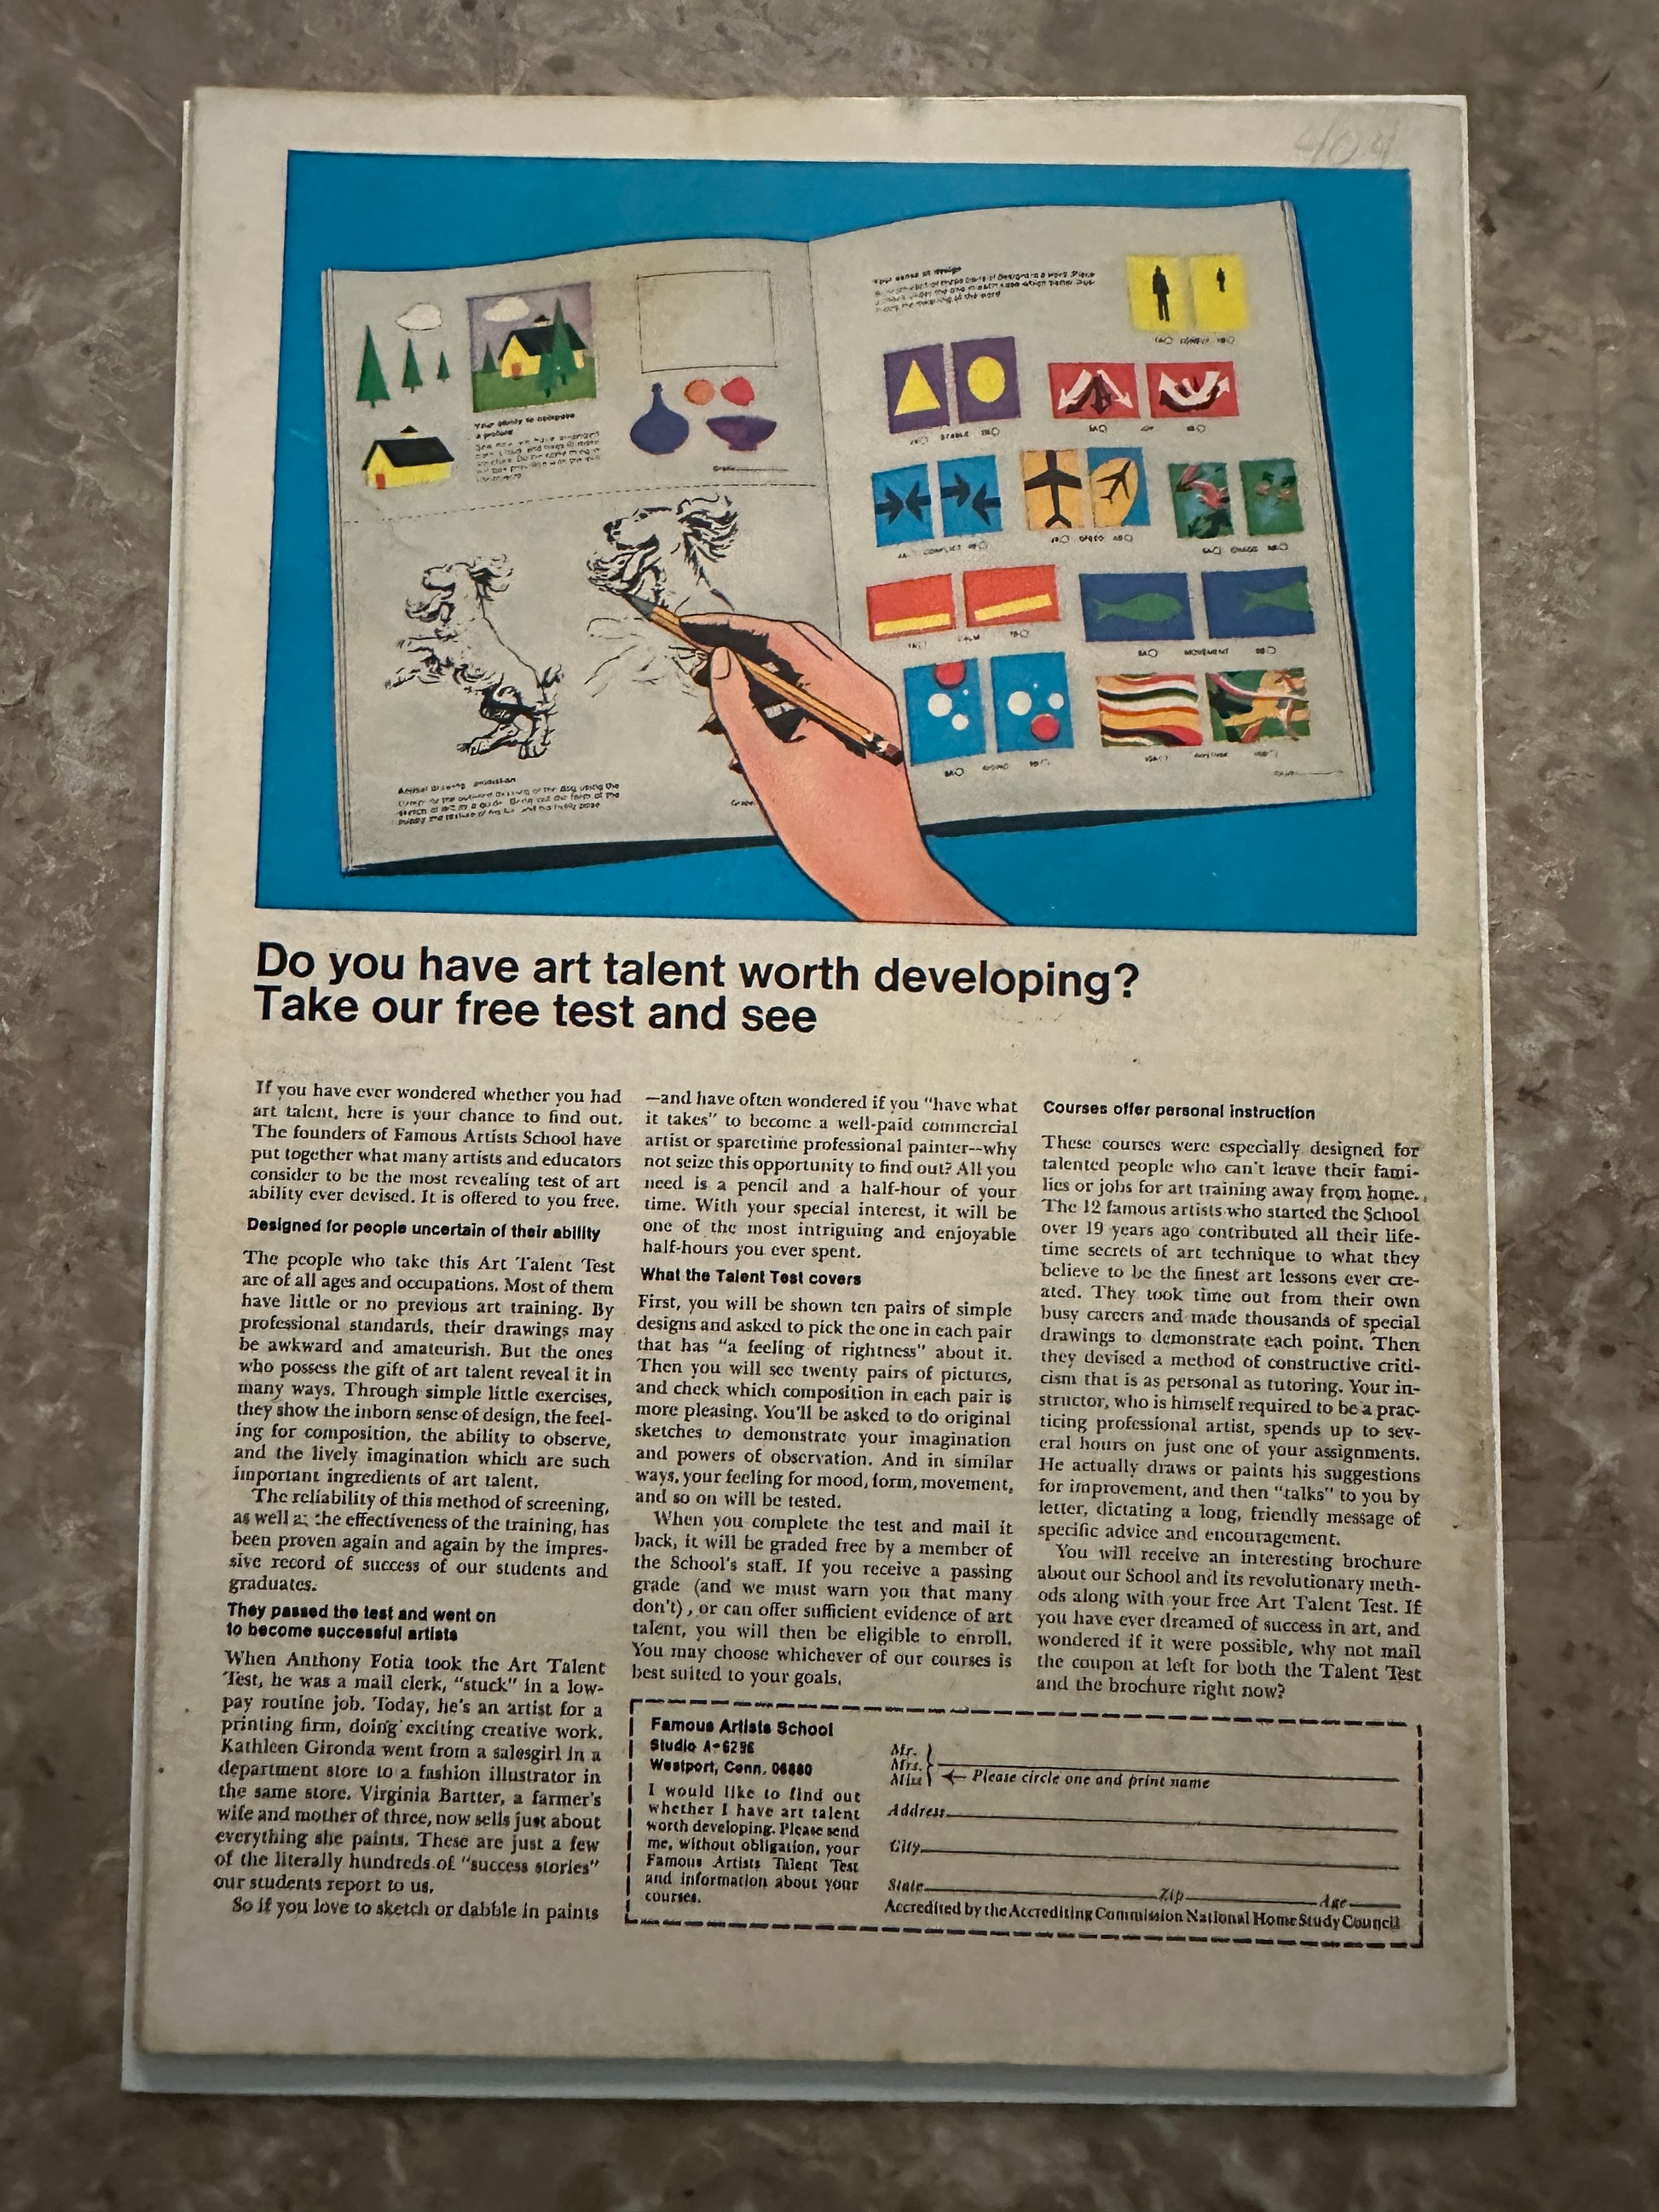 404
Your ability to compose
a picture
Do you have art talent worth developing?
Take our free test and see
If you have ever wondered whether you had
art talent, here is your chance to find out.
The founders of Famous Artists School have
put together what many artists and educators
consider to be the most revealing test of art
ability ever devised. It is offered to you free.
Designed for people uncertain of their ability
The people who take this Art Talent Test
are of all ages and occupations. Most of them
have little or no previous art training. By
professional standards, their drawings may
be awkward and amateurish. But the ones
who possess the gift of art talent reveal it in
many ways. Through simple little exercises,
they show the inborn sense of design, the feel-
ing for composition, the ability to observe,
and the lively imagination which are such
important ingredients of art talent.
The reliability of this method of screening,
as well as the effectiveness of the training, has
been proven again and again by the impres-
sive record of success of our students and
graduates.
They passed the test and went on
to become successful artists
When Anthony Fotia took the Art Talent
Test, he was a mail clerk, "stuck" in a low-
pay routine job. Today, he's an artist for a
printing firm, doing exciting creative work.
Kathleen Gironda went from a salesgirl in a
department store to a fashion illustrator in
the same store. Virginia Bartter, a farmer's
wife and mother of three, now sells just about
everything she paints. These are just a few
of the literally hundreds of "success stories"
our students report to us.
So if you love to sketch or dabble in paints
—and have often wondered if you "have what
it takes" to become a well-paid commercial
artist or sparetime professional painter—why
not seize this opportunity to find out? All you
need is a pencil and a half-hour of your
time. With your special interest, it will be
one of the most intriguing and enjoyable
half-hours you ever spent.
What the Talent Test covers
First, you will be shown ten pairs of simple
designs and asked to pick the one in each pair
that has "a feeling of rightness" about it.
Then you will see twenty pairs of pictures,
and check which composition in each pair is
more pleasing. You'll be asked to do original
sketches to demonstrate your imagination
and powers of observation. And in similar
ways, your feeling for mood, form, movement,
and so on will be tested.
When you complete the test and mail it
back, it will be graded free by a member of
the School's staff. If you receive a passing
grade (and we must warn you that many
don't), or can offer sufficient evidence of art
talent, you will then be eligible to enroll.
You may choose whichever of our courses is
best suited to your goals.
Courses offer personal instruction
These courses were especially designed for
talented people who can't leave their fami-
lies or jobs for art training away from home.
The 12 famous artists who started the School
over 19 years ago contributed all their life-
time secrets of art technique to what they
believe to be the finest art lessons ever cre-
ated. They took time out from their own
busy careers and made thousands of special
drawings to demonstrate each point. Then
they devised a method of constructive criti-
cism that is as personal as tutoring. Your in-
structor, who is himself required to be a prac-
ticing professional artist, spends up to sev-
eral hours on just one of your assignments.
He actually draws or paints his suggestions
for improvement, and then "talks" to you by
letter, dictating a long, friendly message of
specific advice and encouragement.
You will receive an interesting brochure
about our School and its revolutionary meth-
ods along with your free Art Talent Test. If
you have ever dreamed of success in art, and
wondered if it were possible, why not mail
the coupon at left for both the Talent Test
and the brochure right now?
Famous Artists School
Studio A-6296
Westport, Conn. 06880
I would like to find out
whether I have art talent
worth developing. Please send
me, without obligation, your
Famous Artists Talent Test
and information about your
courses.
Mr.
Mrs.
Miss
Please circle one and print name
Address
City
State Zip Age
Accredited by the Accrediting Commission National Home Study Council